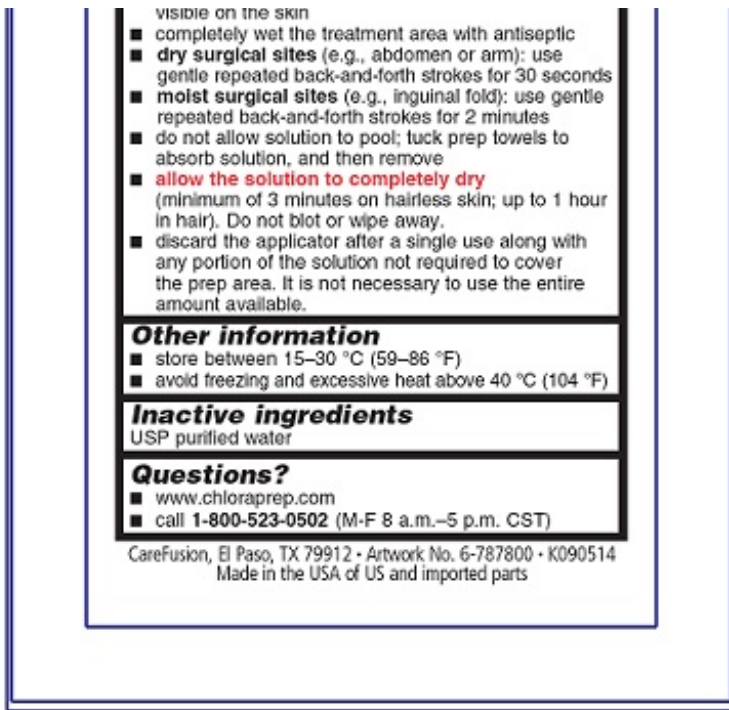 visible on the skin
■ completely wet the treatment area with antiseptic
■ dry surgical sites (e.g., abdomen or arm): use
gentle repeated back-and-forth strokes for 30 seconds
■ moist surgical sites (e.g., inguinal fold): use gentle
repeated back-and-forth strokes for 2 minutes
■ do not allow solution to pool; tuck prep towels to
absorb solution, and then remove
■ allow the solution to completely dry
(minimum of 3 minutes on hairless skin; up to 1 hour
in hair). Do not blot or wipe away.
■ discard the applicator after a single use along with
any portion of the solution not required to cover
the prep area. It is not necessary to use the entire
amount available.
Other information
■ store between 15–30 °C (59–86 °F)
■ avoid freezing and excessive heat above 40 °C (104 °F)
Inactive ingredients
USP purified water
Questions?
■ www.chloraprep.com
■ call 1-800-523-0502 (M-F 8 a.m.–5 p.m. CST)
CareFusion, El Paso, TX 79912 • Artwork No. 6-787800 • K090514
Made in the USA of US and imported parts